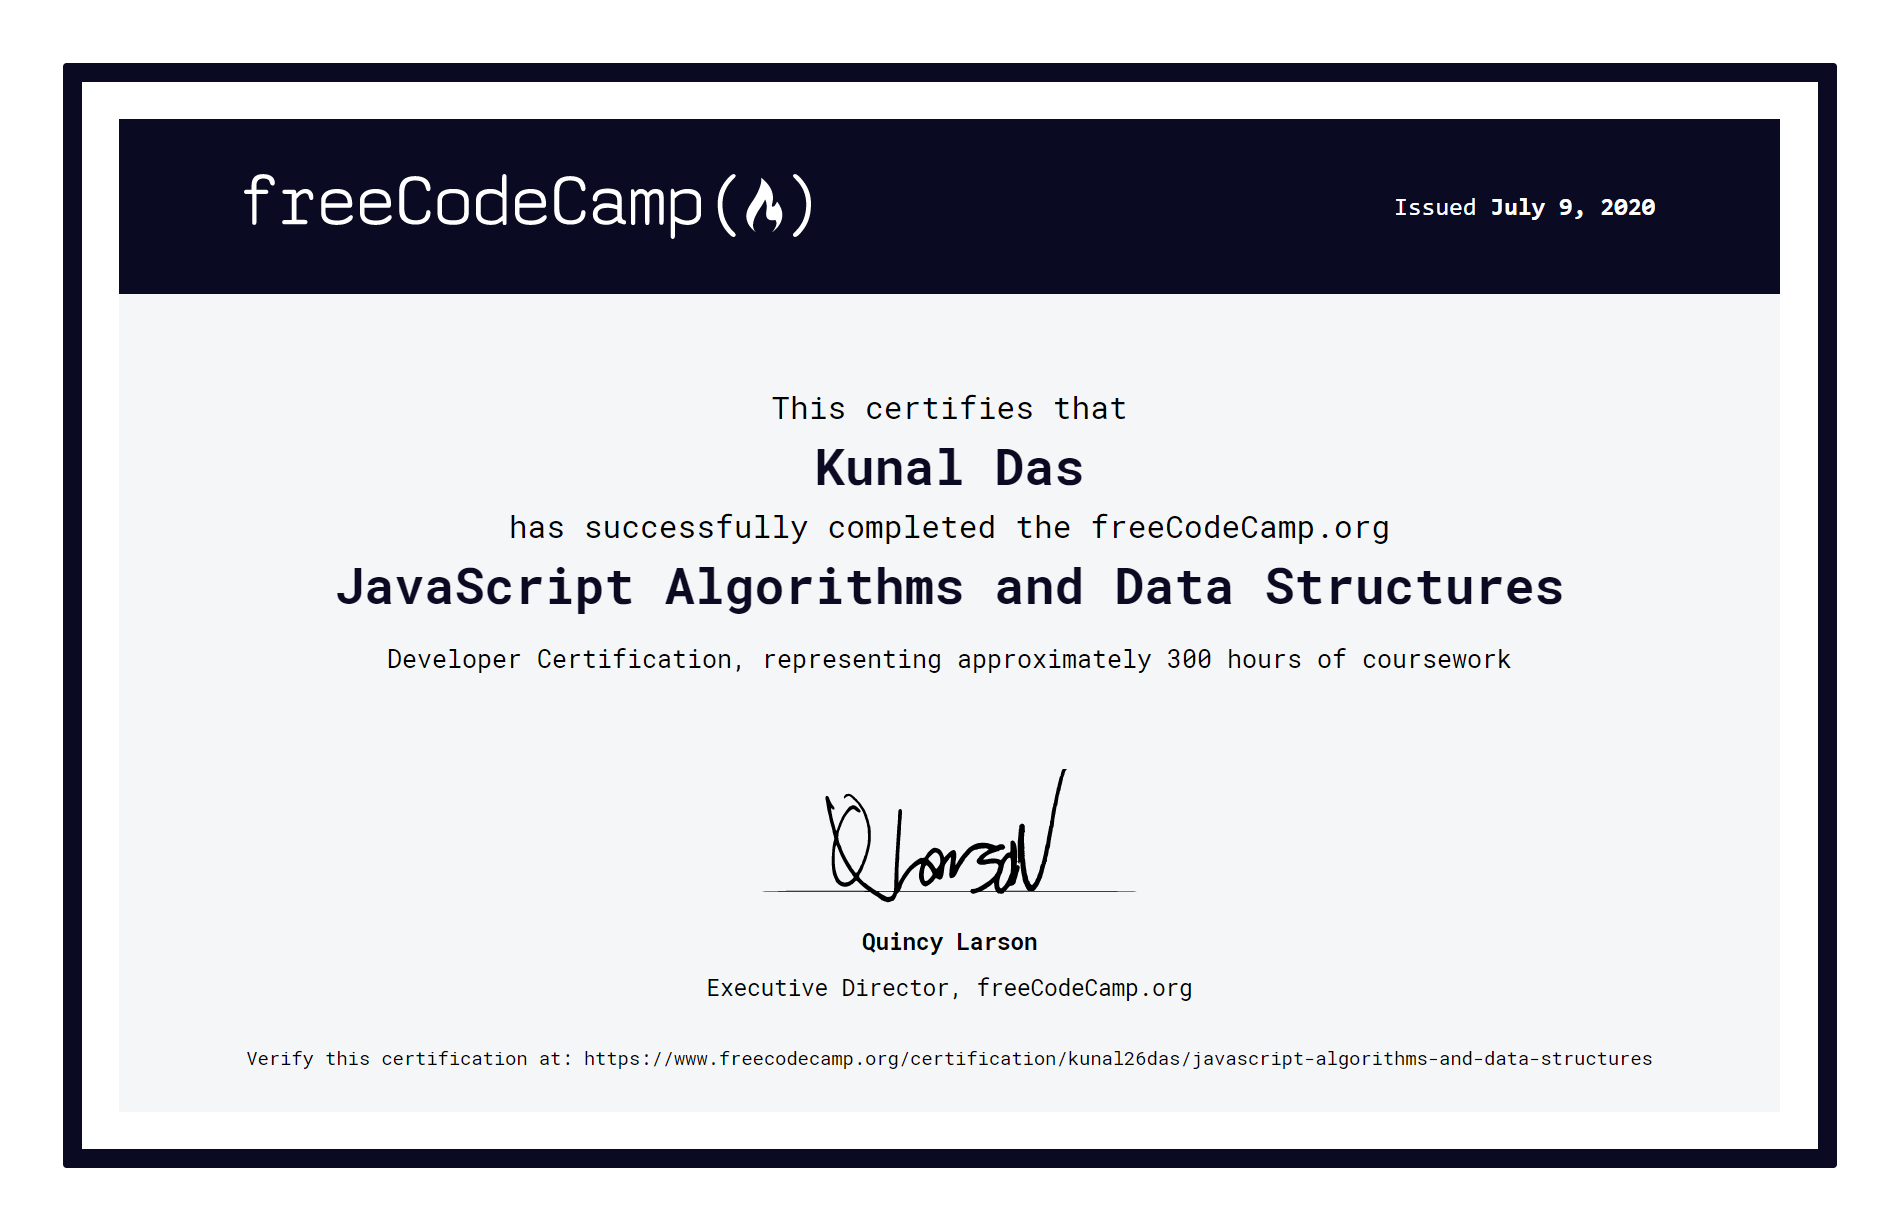 freeCodeCamp(🔥)
Issued July 9, 2020
This certifies that
Kunal Das
has successfully completed the freeCodeCamp.org
JavaScript Algorithms and Data Structures
Developer Certification, representing approximately 300 hours of coursework
Q Larson
Quincy Larson
Executive Director, freeCodeCamp.org
Verify this certification at: https://www.freecodecamp.org/certification/kunal26das/javascript-algorithms-and-data-structures